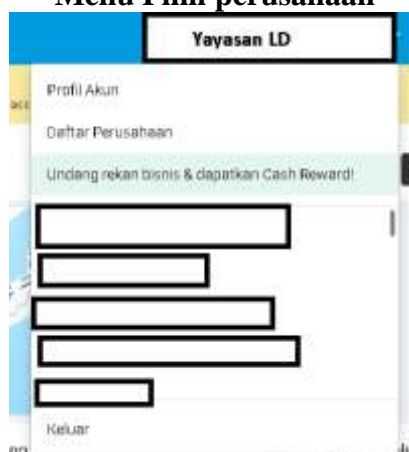 Menu Pilih perusahaan
Yayasan LD
Profil Akun
Daftar Perusahaan
Undang rekan bisnis & dapatkan Cash Reward!
Keluar